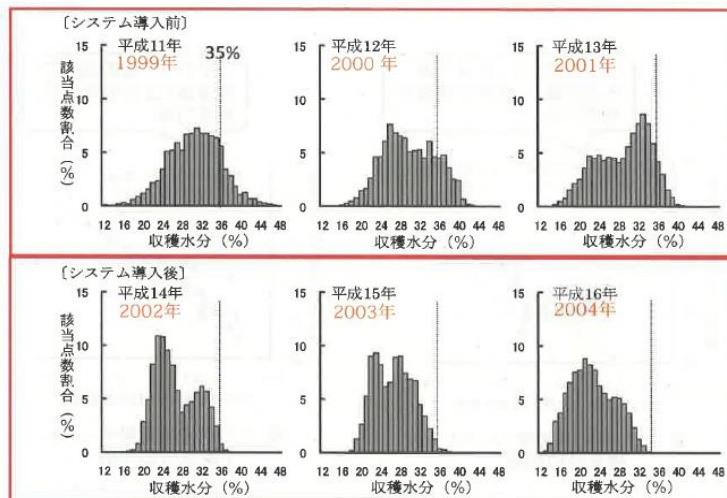 〔システム導入前〕
平成11年
1999年
35%
該当点数割合(%)
15
10
5
0
12 16 20 24 28 32 36 40 44 48
収穫水分(%)
平成12年
2000年
15
10
5
0
12 16 20 24 28 32 36 40 44 48
収穫水分(%)
平成13年
2001年
15
10
5
0
12 16 20 24 28 32 36 40 44 48
収穫水分(%)
〔システム導入後〕
平成14年
2002年
該当点数割合(%)
15
10
5
0
12 16 20 24 28 32 36 40 44 48
収穫水分(%)
平成15年
2003年
15
10
5
0
12 16 20 24 28 32 36 40 44 48
収穫水分(%)
平成16年
2004年
15
10
5
0
12 16 20 24 28 32 36 40 44 48
収穫水分(%)